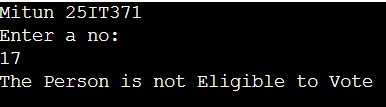 Mitun 25IT371
Enter a no:
17
The Person is not Eligible to Vote